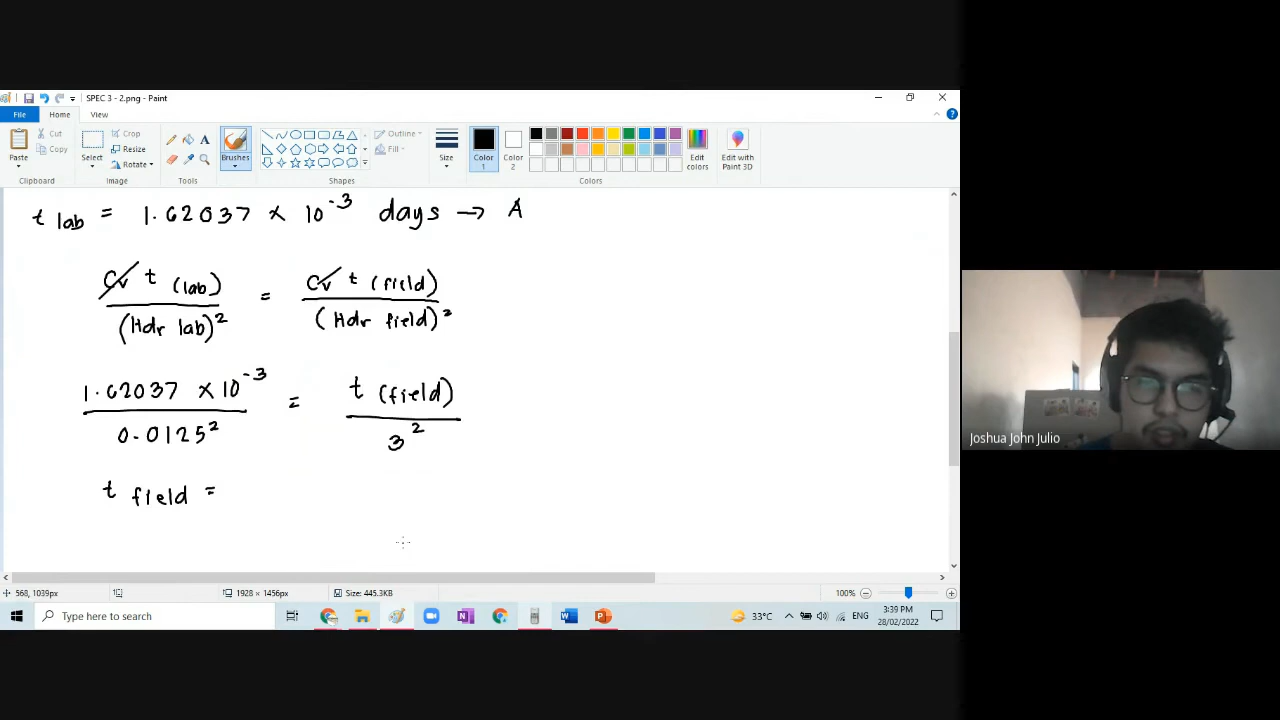 SPEC 3 - 2.png - Paint
File Home View
Paste Cut Copy Select Crop Resize Rotate Brushes Outline Fill Size Color 1 Color 2 Edit colors Edit with Paint 3D
Clipboard Image Tools Shapes Colors
t lab = 1.62037 × 10⁻³ days → A
Cv t (lab) = Cv t (field)
(Hdr lab)² (Hdr field)²
1.62037 × 10⁻³ = t (field)
0.0125² 3²
t field =
Joshua John Julio
568, 1039px 1928 × 1456px Size: 445.3KB 100%
Type here to search 33°C ENG 3:39 PM
28/02/2022